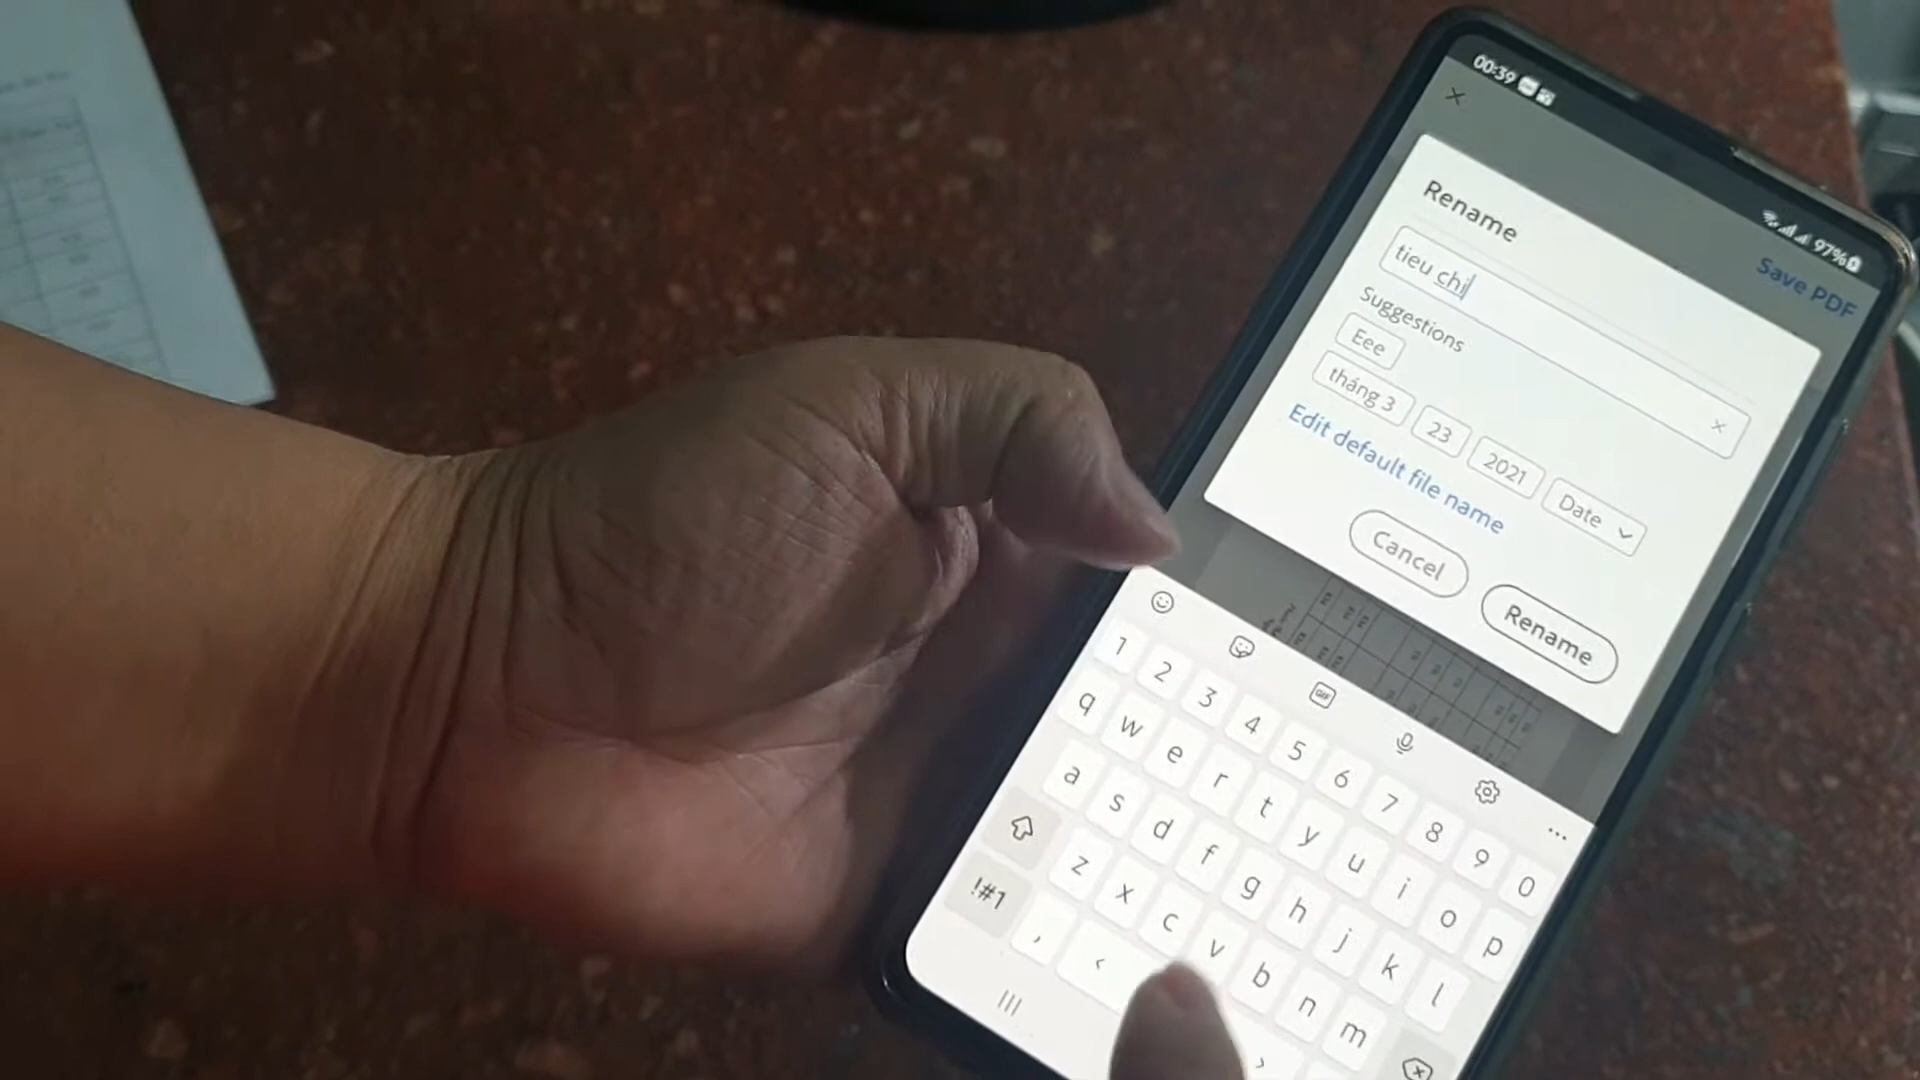 00:39
97%
Save PDF
Rename
tieu chi
Suggestions
Eee
tháng 3 23 2021 Date
Edit default file name
Cancel Rename
GIF
1 2 3 4 5 6 7 8 9 0
q w e r t y u i o p
a s d f g h j k l
z x c v b n m
!#1 ,